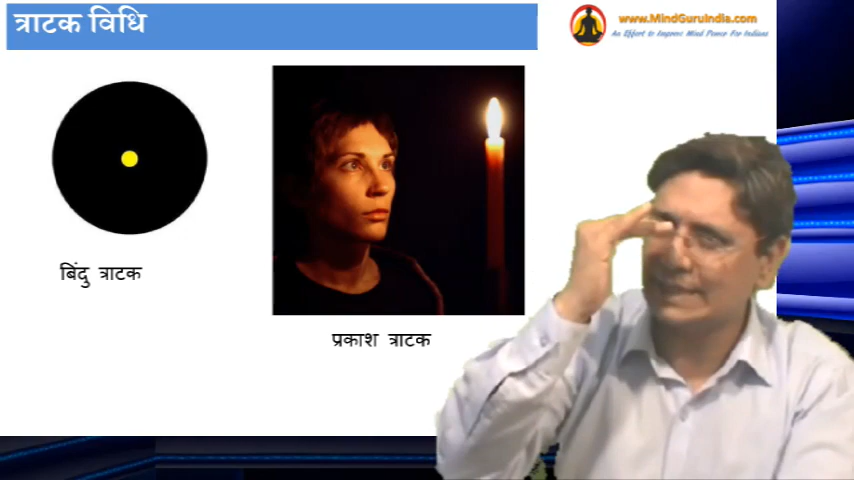 त्राटक विधि
www.MindGuruIndia.com
An Effort to Improve Mind Power For Indians
बिंदु त्राटक
प्रकाश त्राटक